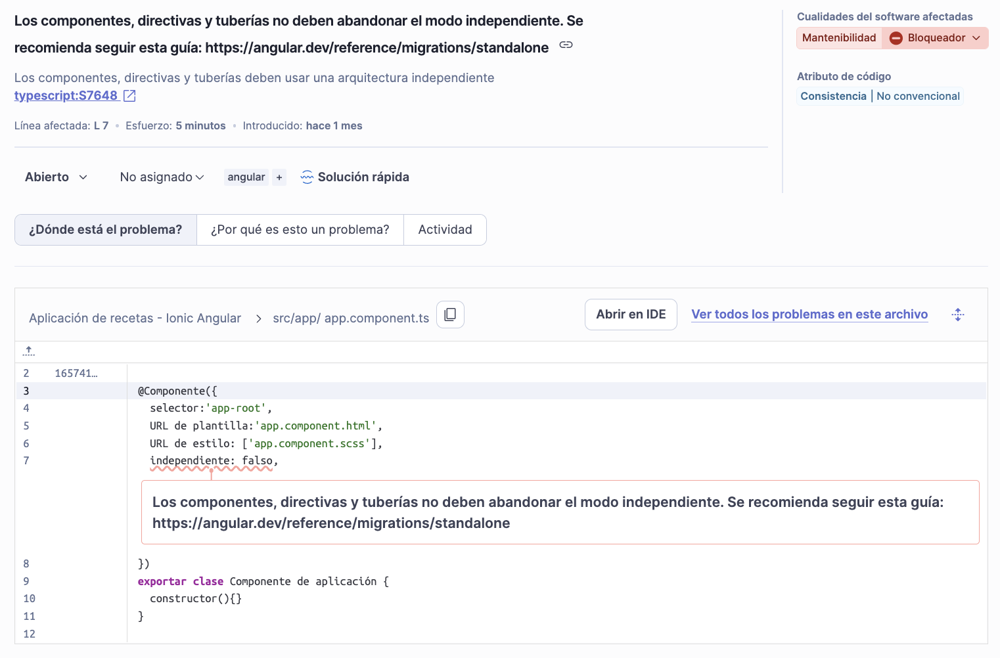 Los componentes, directivas y tuberías no deben abandonar el modo independiente. Se
recomienda seguir esta guía: https://angular.dev/reference/migrations/standalone
Los componentes, directivas y tuberías deben usar una arquitectura independiente
typescript:S7648
Línea afectada: L 7 • Esfuerzo: 5 minutos • Introducido: hace 1 mes
Cualidades del software afectadas
Mantenibilidad Bloqueador
Atributo de código
Consistencia | No convencional
Abierto No asignado angular + Solución rápida
¿Dónde está el problema? ¿Por qué es esto un problema? Actividad
Aplicación de recetas - Ionic Angular > src/app/ app.component.ts Abrir en IDE Ver todos los problemas en este archivo
2 165741…
3 @Componente({
4 selector:'app-root',
5 URL de plantilla:'app.component.html',
6 URL de estilo: ['app.component.scss'],
7 independiente: falso,
Los componentes, directivas y tuberías no deben abandonar el modo independiente. Se recomienda seguir esta guía:
https://angular.dev/reference/migrations/standalone
8 })
9 exportar clase Componente de aplicación {
10 constructor(){}
11 }
12